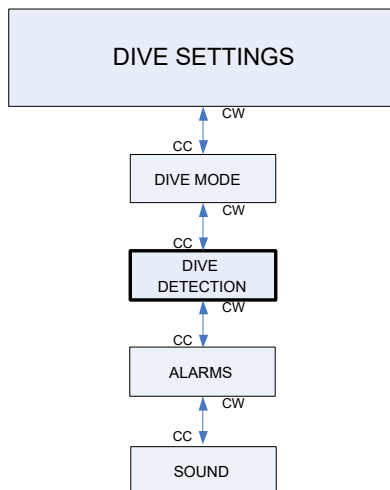 DIVE SETTINGS
CW
CC
DIVE MODE
CW
CC
DIVE
DETECTION
CW
CC
ALARMS
CW
CC
SOUND